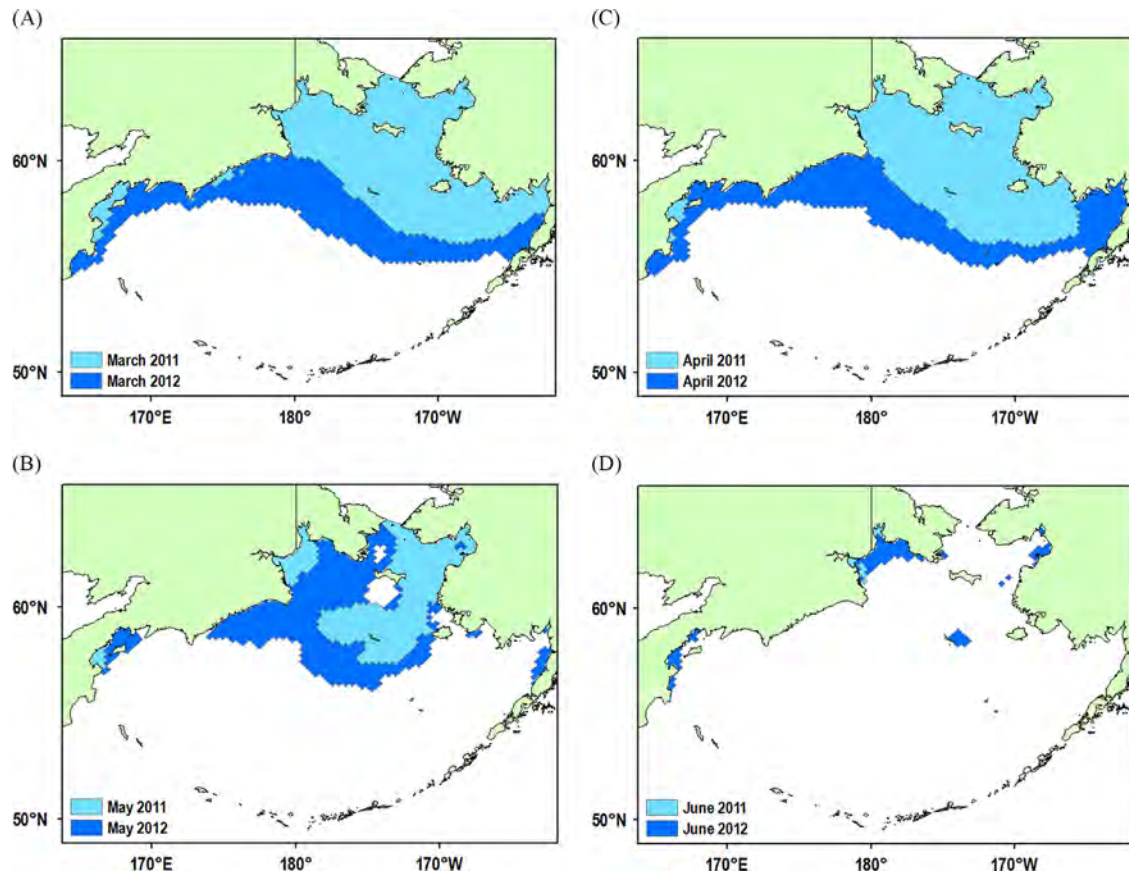 (A)
60°N
50°N
March 2011
March 2012
170°E
180°
170°W
(C)
60°N
50°N
April 2011
April 2012
170°E
180°
170°W
(B)
60°N
50°N
May 2011
May 2012
170°E
180°
170°W
(D)
60°N
50°N
June 2011
June 2012
170°E
180°
170°W